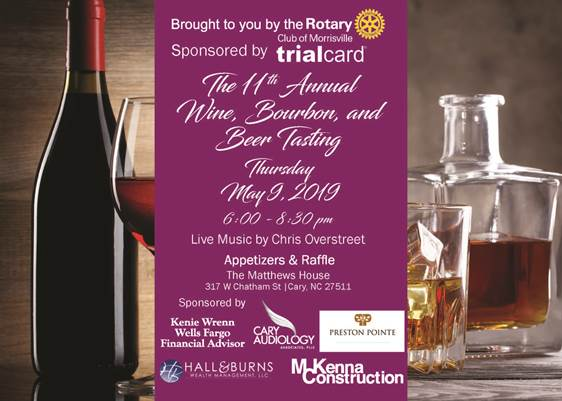 Brought to you by the Rotary
Club of Morrisville
Sponsored by trialcard
The 11th Annual
Wine, Bourbon, and
Beer Tasting
Thursday
May 9, 2019
6:00 - 8:30 pm
Live Music by Chris Overstreet
Appetizers & Raffle
The Matthews House
317 W Chatham St | Cary, NC 27511
Sponsored by
Kenie Wrenn
Wells Fargo
Financial Advisor
CARY
AUDIOLOGY
ASSOCIATES, PLLC
PRESTON POINTE
HB HALL&BURNS
WEALTH MANAGEMENT, LLC
McKenna
Construction